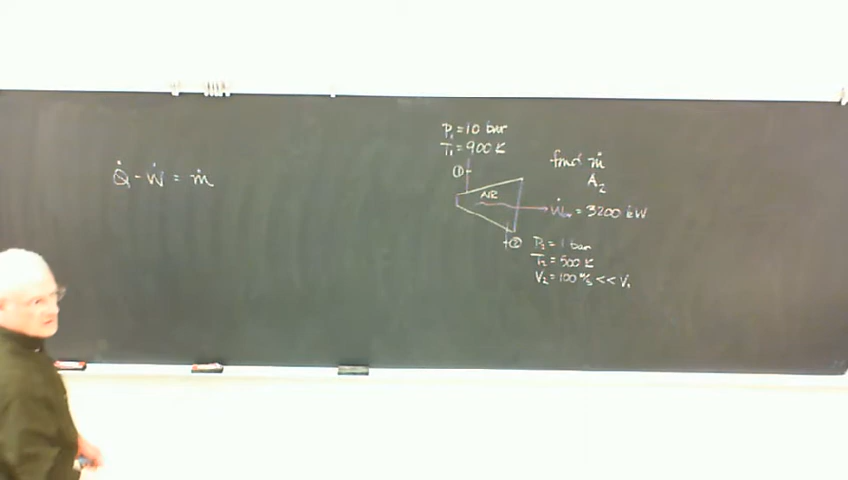 Q̇ - Ẇ = ṁ
P₁ = 10 bar
T₁ = 900 K
①
AIR
find ṁ
A₂
Ẇ = 3200 kW
② P₂ = 1 bar
T₂ = 500 K
V₂ = 100 m/s << V₁